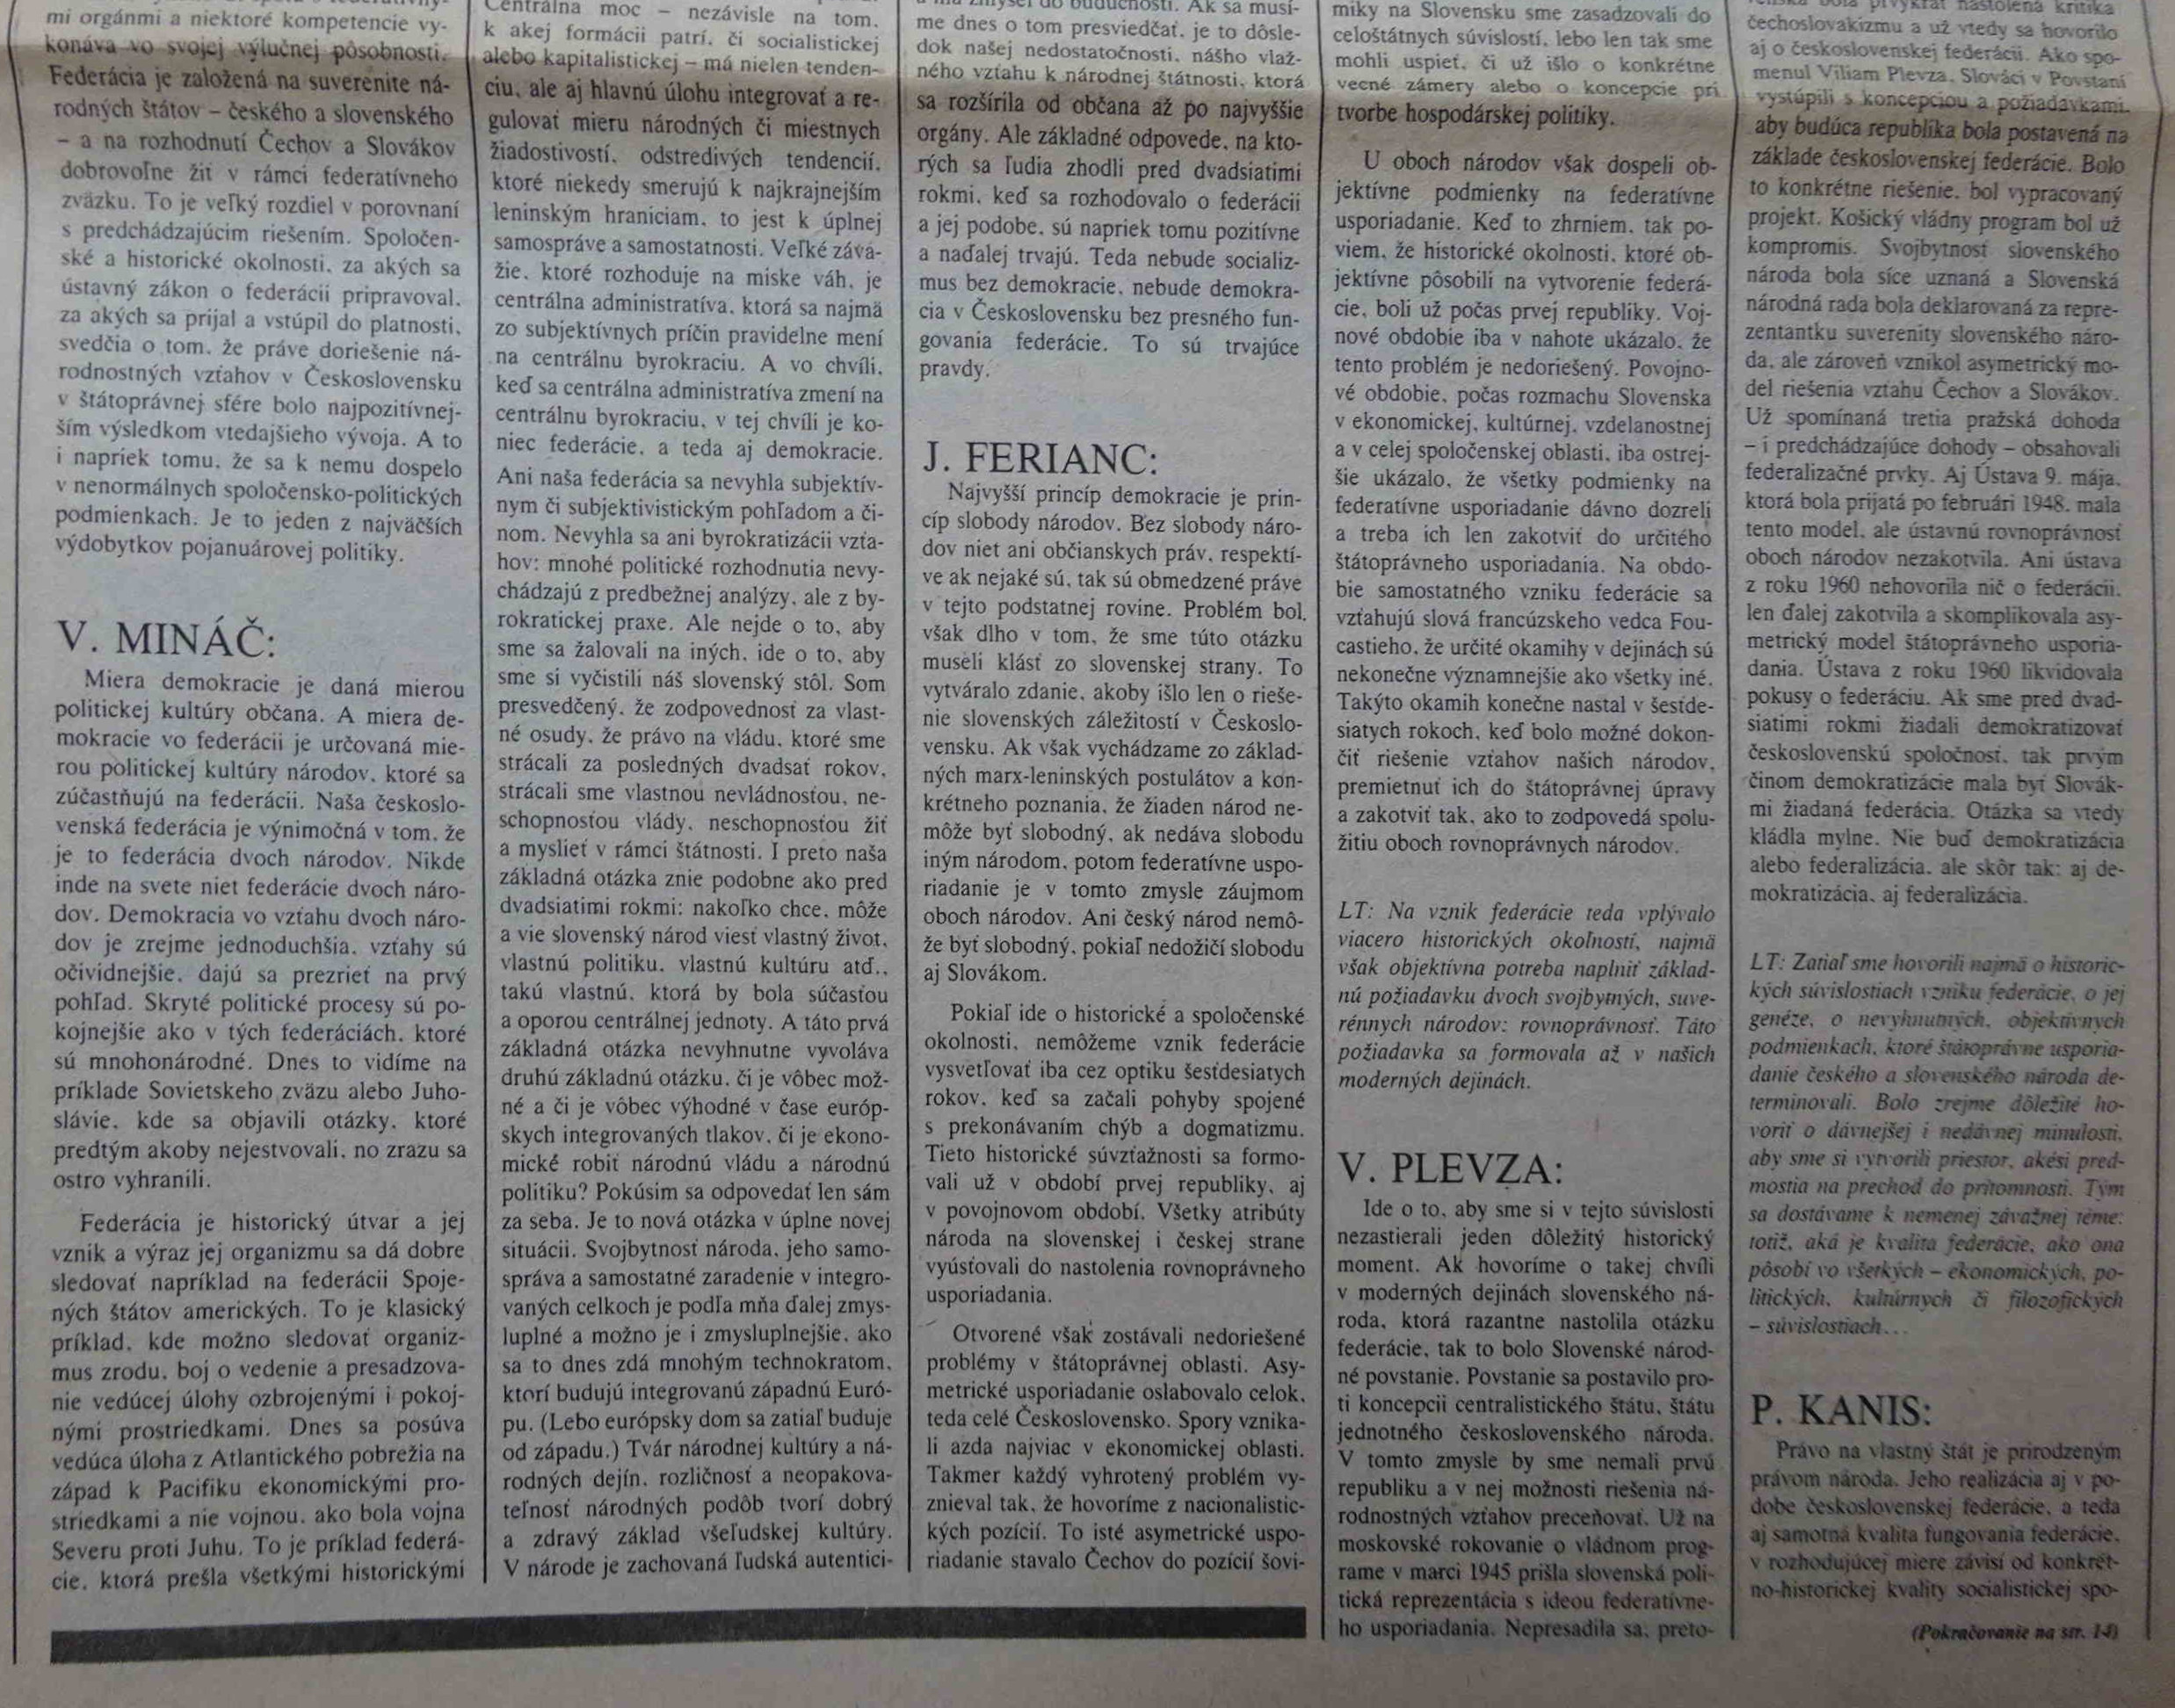 mi orgánmi a niektoré kompetencie vy-
konáva vo svojej výlučnej pôsobnosti.
Federácia je založená na suverenite ná-
rodných štátov – českého a slovenského
– a na rozhodnutí Čechov a Slovákov
dobrovoľne žiť v rámci federatívneho
zväzku. To je veľký rozdiel v porovnaní
s predchádzajúcim riešením. Spoločen-
ské a historické okolnosti, za akých sa
ústavný zákon o federácii pripravoval,
za akých sa prijal a vstúpil do platnosti,
svedčia o tom, že práve doriešenie ná-
rodnostných vzťahov v Československu
v štátoprávnej sfére bolo najpozitívnej-
ším výsledkom vtedajšieho vývoja. A to
i napriek tomu, že sa k nemu dospelo
v nenormálnych spoločensko-politických
podmienkach. Je to jeden z najväčších
výdobytkov pojanuárovej politiky.
V. MINÁČ:
Miera demokracie je daná mierou
politickej kultúry občana. A miera de-
mokracie vo federácii je určovaná mie-
rou politickej kultúry národov, ktoré sa
zúčastňujú na federácii. Naša českoslo-
venská federácia je výnimočná v tom, že
je to federácia dvoch národov. Nikde
inde na svete niet federácie dvoch náro-
dov. Demokracia vo vzťahu dvoch náro-
dov je zrejme jednoduchšia, vzťahy sú
očividnejšie, dajú sa prezrieť na prvý
pohľad. Skryté politické procesy sú po-
kojnejšie ako v tých federáciách, ktoré
sú mnohonárodné. Dnes to vidíme na
príklade Sovietskeho zväzu alebo Juho-
slávie, kde sa objavili otázky, ktoré
predtým akoby nejestvovali, no zrazu sa
ostro vyhranili.
Federácia je historický útvar a jej
vznik a výraz jej organizmu sa dá dobre
sledovať napríklad na federácii Spoje-
ných štátov amerických. To je klasický
príklad, kde možno sledovať organiz-
mus zrodu, boj o vedenie a presadzova-
nie vedúcej úlohy ozbrojenými i pokoj-
nými prostriedkami. Dnes sa posúva
vedúca úloha z Atlantického pobrežia na
západ k Pacifiku ekonomickými pro-
striedkami a nie vojnou, ako bola vojna
Severu proti Juhu. To je príklad federá-
cie, ktorá prešla všetkými historickými
Centrálna moc – nezávisle na tom,
k akej formácii patrí, či socialistickej
alebo kapitalistickej – má nielen tenden-
ciu, ale aj hlavnú úlohu integrovať a re-
gulovať mieru národných či miestnych
žiadostivostí, odstredivých tendencií,
ktoré niekedy smerujú k najkrajnejším
leninským hraniciam, to jest k úplnej
samospráve a samostatnosti. Veľké záva-
žie, ktoré rozhoduje na miske váh, je
centrálna administratíva, ktorá sa najmä
zo subjektívnych príčin pravidelne mení
na centrálnu byrokraciu. A vo chvíli,
keď sa centrálna administratíva zmení na
centrálnu byrokraciu, v tej chvíli je ko-
niec federácie, a teda aj demokracie.
Ani naša federácia sa nevyhla subjektív-
nym či subjektivistickým pohľadom a či-
nom. Nevyhla sa ani byrokratizácii vzťa-
hov: mnohé politické rozhodnutia nevy-
chádzajú z predbežnej analýzy, ale z by-
rokratickej praxe. Ale nejde o to, aby
sme sa žalovali na iných, ide o to, aby
sme si vyčistili náš slovenský stôl. Som
presvedčený, že zodpovednosť za vlast-
né osudy, že právo na vládu, ktoré sme
strácali za posledných dvadsať rokov,
strácali sme vlastnou nevládnosťou, ne-
schopnosťou vlády, neschopnosťou žiť
a myslieť v rámci štátnosti. I preto naša
základná otázka znie podobne ako pred
dvadsiatimi rokmi: nakoľko chce, môže
a vie slovenský národ viesť vlastný život,
vlastnú politiku, vlastnú kultúru atď.,
takú vlastnú, ktorá by bola súčasťou
a oporou centrálnej jednoty. A táto prvá
základná otázka nevyhnutne vyvoláva
druhú základnú otázku, či je vôbec mož-
né a či je vôbec výhodné v čase európ-
skych integrovaných tlakov, či je ekono-
mické robiť národnú vládu a národnú
politiku? Pokúsim sa odpovedať len sám
za seba. Je to nová otázka v úplne novej
situácii. Svojbytnosť národa, jeho samo-
správa a samostatné zaradenie v integro-
vaných celkoch je podľa mňa ďalej zmys-
luplné a možno je i zmysluplnejšie, ako
sa to dnes zdá mnohým technokratom,
ktorí budujú integrovanú západnú Euró-
pu. (Lebo európsky dom sa zatiaľ buduje
od západu.) Tvár národnej kultúry a ná-
rodných dejín, rozličnosť a neopakova-
teľnosť národných podôb tvorí dobrý
a zdravý základ všeľudskej kultúry.
V národe je zachovaná ľudská autentici-
a má zmysel do budúcnosti. Ak sa musí-
me dnes o tom presviedčať, je to dôsle-
dok našej nedostatočnosti, nášho vlaž-
ného vzťahu k národnej štátnosti, ktorá
sa rozšírila od občana až po najvyššie
orgány. Ale základné odpovede, na kto-
rých sa ľudia zhodli pred dvadsiatimi
rokmi, keď sa rozhodovalo o federácii
a jej podobe, sú napriek tomu pozitívne
a naďalej trvajú. Teda nebude socializ-
mus bez demokracie, nebude demokra-
cia v Československu bez presného fun-
govania federácie. To sú trvajúce
pravdy.
J. FERIANC:
Najvyšší princíp demokracie je prin-
cíp slobody národov. Bez slobody náro-
dov niet ani občianskych práv, respektí-
ve ak nejaké sú, tak sú obmedzené práve
v tejto podstatnej rovine. Problém bol,
však dlho v tom, že sme túto otázku
museli klásť zo slovenskej strany. To
vytváralo zdanie, akoby išlo len o rieše-
nie slovenských záležitostí v Českoslo-
vensku. Ak však vychádzame zo základ-
ných marx-leninských postulátov a kon-
krétneho poznania, že žiaden národ ne-
môže byť slobodný, ak nedáva slobodu
iným národom, potom federatívne uspo-
riadanie je v tomto zmysle záujmom
oboch národov. Ani český národ nemô-
že byť slobodný, pokiaľ nedožičí slobodu
aj Slovákom.
Pokiaľ ide o historické a spoločenské
okolnosti, nemôžeme vznik federácie
vysvetľovať iba cez optiku šesťdesiatych
rokov, keď sa začali pohyby spojené
s prekonávaním chýb a dogmatizmu.
Tieto historické súvzťažnosti sa formo-
vali už v období prvej republiky, aj
v povojnovom období. Všetky atribúty
národa na slovenskej i českej strane
vyúsťovali do nastolenia rovnoprávneho
usporiadania.
Otvorené však zostávali nedoriešené
problémy v štátoprávnej oblasti. Asy-
metrické usporiadanie oslabovalo celok,
teda celé Československo. Spory vznika-
li azda najviac v ekonomickej oblasti.
Takmer každý vyhrotený problém vy-
znieval tak, že hovoríme z nacionalistic-
kých pozícií. To isté asymetrické uspo-
riadanie stavalo Čechov do pozícií šovi-
miky na Slovensku sme zasadzovali do
celoštátnych súvislostí, lebo len tak sme
mohli uspieť, či už išlo o konkrétne
vecné zámery alebo o koncepcie pri
tvorbe hospodárskej politiky.
U oboch národov však dospeli ob-
jektívne podmienky na federatívne
usporiadanie. Keď to zhrniem, tak po-
viem, že historické okolnosti, ktoré ob-
jektívne pôsobili na vytvorenie federá-
cie, boli už počas prvej republiky. Voj-
nové obdobie iba v nahote ukázalo, že
tento problém je nedoriešený. Povojno-
vé obdobie, počas rozmachu Slovenska
v ekonomickej, kultúrnej, vzdelanostnej
a v celej spoločenskej oblasti, iba ostrej-
šie ukázalo, že všetky podmienky na
federatívne usporiadanie dávno dozreli
a treba ich len zakotviť do určitého
štátoprávneho usporiadania. Na obdo-
bie samostatného vzniku federácie sa
vzťahujú slová francúzskeho vedca Fou-
castieho, že určité okamihy v dejinách sú
nekonečne významnejšie ako všetky iné.
Takýto okamih konečne nastal v šesťde-
siatych rokoch, keď bolo možné dokon-
čiť riešenie vzťahov našich národov,
premietnuť ich do štátoprávnej úpravy
a zakotviť tak, ako to zodpovedá spolu-
žitiu oboch rovnoprávnych národov.
LT: Na vznik federácie teda vplývalo
viacero historických okolností, najmä
však objektívna potreba naplniť základ-
nú požiadavku dvoch svojbytných, suve-
rénnych národov: rovnoprávnosť. Táto
požiadavka sa formovala až v našich
moderných dejinách.
V. PLEVZA:
Ide o to, aby sme si v tejto súvislosti
nezastierali jeden dôležitý historický
moment. Ak hovoríme o takej chvíli
v moderných dejinách slovenského ná-
roda, ktorá razantne nastolila otázku
federácie, tak to bolo Slovenské národ-
né povstanie. Povstanie sa postavilo pro-
ti koncepcii centralistického štátu, štátu
jednotného československého národa.
V tomto zmysle by sme nemali prvú
republiku a v nej možnosti riešenia ná-
rodnostných vzťahov preceňovať. Už na
moskovské rokovanie o vládnom prog-
rame v marci 1945 prišla slovenská poli-
tická reprezentácia s ideou federatívne-
ho usporiadania. Nepresadila sa, preto-
bola prvýkrát nastolená kritika
čechoslovakizmu a už vtedy sa hovorilo
aj o československej federácii. Ako spo-
menul Viliam Plevza, Slováci v Povstaní
vystúpili s koncepciou a požiadavkami,
aby budúca republika bola postavená na
základe československej federácie. Bolo
to konkrétne riešenie, bol vypracovaný
projekt. Košický vládny program bol už
kompromis. Svojbytnosť slovenského
národa bola síce uznaná a Slovenská
národná rada bola deklarovaná za repre-
zentantku suverenity slovenského náro-
da, ale zároveň vznikol asymetrický mo-
del riešenia vzťahu Čechov a Slovákov.
Už spomínaná tretia pražská dohoda
– i predchádzajúce dohody – obsahovali
federalizačné prvky. Aj Ústava 9. mája,
ktorá bola prijatá po februári 1948, mala
tento model, ale ústavnú rovnoprávnosť
oboch národov nezakotvila. Ani ústava
z roku 1960 nehovorila nič o federácii,
len ďalej zakotvila a skomplikovala asy-
metrický model štátoprávneho usporia-
dania. Ústava z roku 1960 likvidovala
pokusy o federáciu. Ak sme pred dvad-
siatimi rokmi žiadali demokratizovať
československú spoločnosť, tak prvým
činom demokratizácie mala byť Slovák-
mi žiadaná federácia. Otázka sa vtedy
kládla mylne. Nie buď demokratizácia
alebo federalizácia, ale skôr tak: aj de-
mokratizácia, aj federalizácia.
LT: Zatiaľ sme hovorili najmä o historic-
kých súvislostiach vzniku federácie, o jej
genéze, o nevyhnutných, objektívnych
podmienkach, ktoré štátoprávne usporia-
danie českého a slovenského národa de-
terminovali. Bolo zrejme dôležité ho-
voriť o dávnejšej i nedávnej minulosti,
aby sme si vytvorili priestor, akési pred-
mostia na prechod do prítomnosti. Tým
sa dostávame k nemenej závažnej téme:
totiž, aká je kvalita federácie, ako ona
pôsobí vo všetkých – ekonomických, po-
litických, kultúrnych či filozofických
– súvislostiach...
P. KANIS:
Právo na vlastný štát je prirodzeným
právom národa. Jeho realizácia aj v po-
dobe československej federácie, a teda
aj samotná kvalita fungovania federácie,
v rozhodujúcej miere závisí od konkrét-
no-historickej kvality socialistickej spo-
(Pokračovanie na str. 14)